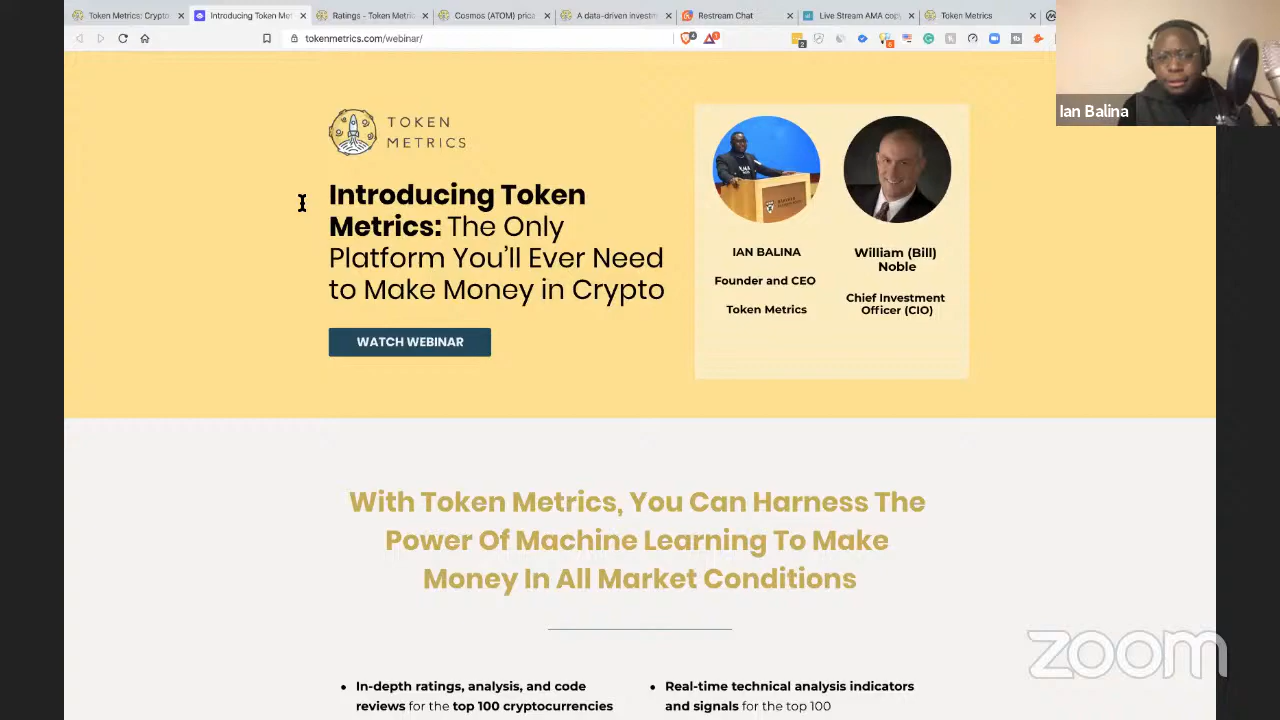 Token Metrics: Crypto
Introducing Token Met
Ratings - Token Metric
Cosmos (ATOM) price
A data-driven investm
Restream Chat
Live Stream AMA copy
Token Metrics
tokenmetrics.com/webinar/
Ian Balina
TOKEN
METRICS
Introducing Token
Metrics: The Only
Platform You’ll Ever Need
to Make Money in Crypto
WATCH WEBINAR
IAN BALINA
Founder and CEO
Token Metrics
William (Bill)
Noble
Chief Investment
Officer (CIO)
With Token Metrics, You Can Harness The
Power Of Machine Learning To Make
Money In All Market Conditions
In-depth ratings, analysis, and code
reviews for the top 100 cryptocurrencies
Real-time technical analysis indicators
and signals for the top 100
zoom